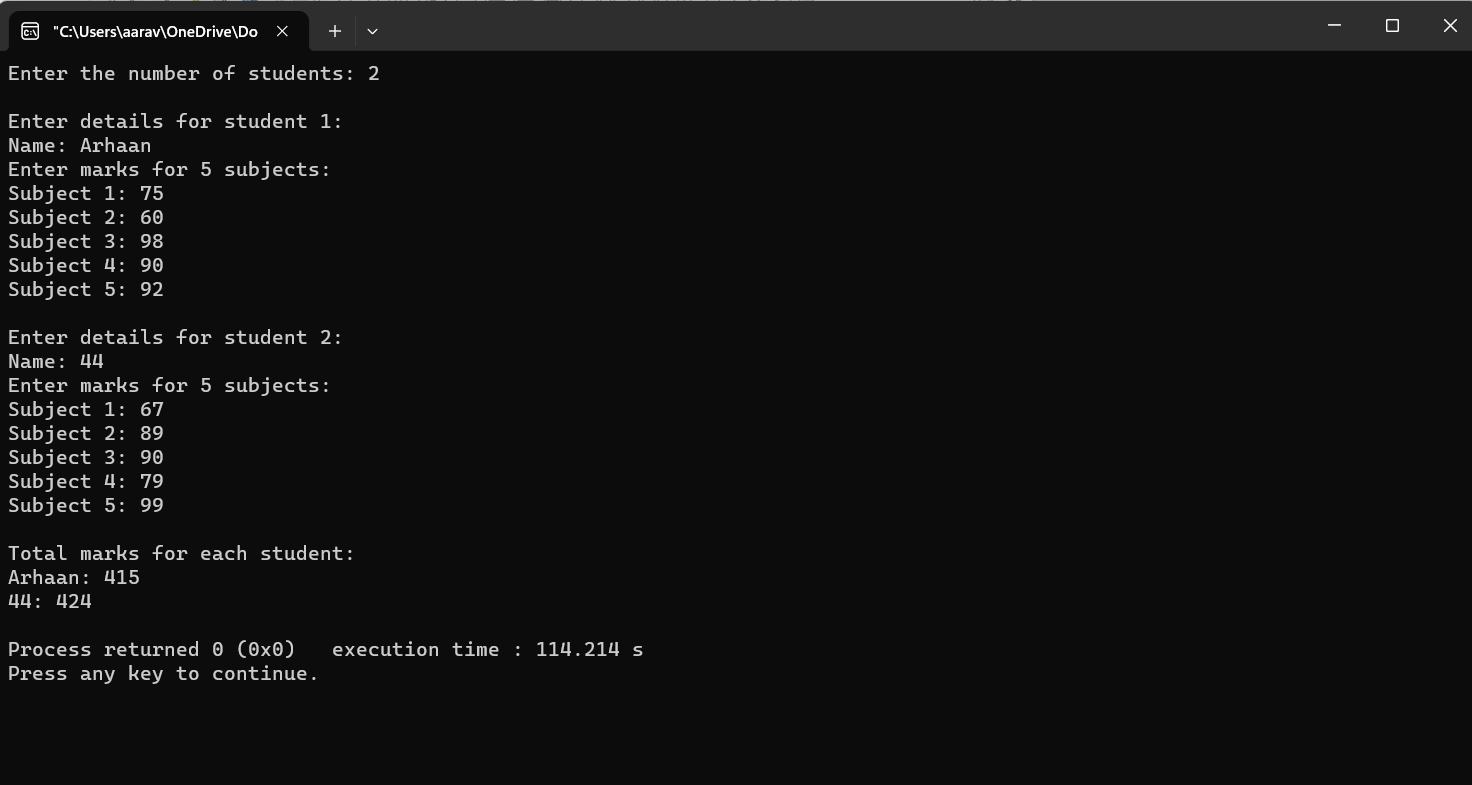 "C:\Users\aarav\OneDrive\Do
Enter the number of students: 2
Enter details for student 1:
Name: Arhaan
Enter marks for 5 subjects:
Subject 1: 75
Subject 2: 60
Subject 3: 98
Subject 4: 90
Subject 5: 92
Enter details for student 2:
Name: 44
Enter marks for 5 subjects:
Subject 1: 67
Subject 2: 89
Subject 3: 90
Subject 4: 79
Subject 5: 99
Total marks for each student:
Arhaan: 415
44: 424
Process returned 0 (0x0)   execution time : 114.214 s
Press any key to continue.